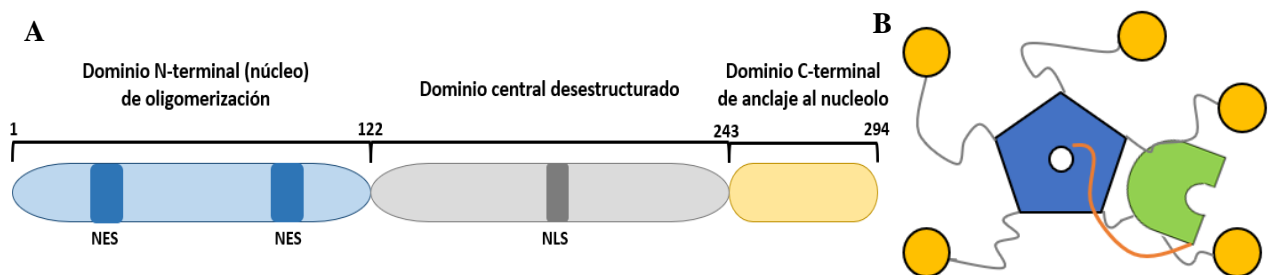 A
B
Dominio N-terminal (núcleo)
de oligomerización
Dominio central desestructurado
Dominio C-terminal
de anclaje al nucleolo
1
122
243
294
NES
NES
NLS